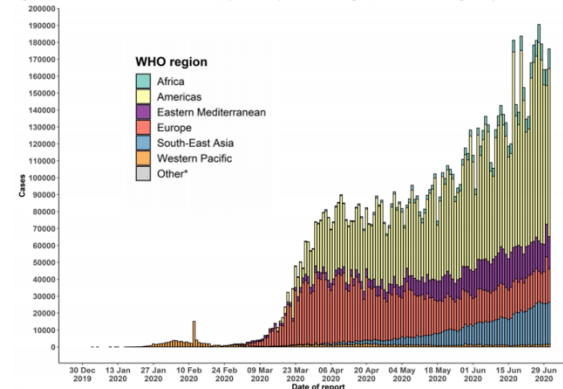 200000
190000
180000
170000
160000
150000
140000
130000
120000
110000
100000
90000
80000
70000
60000
50000
40000
30000
20000
10000
0
Cases
WHO region
Africa
Americas
Eastern Mediterranean
Europe
South-East Asia
Western Pacific
Other*
30 Dec 13 Jan 27 Jan 10 Feb 24 Feb 09 Mar 23 Mar 06 Apr 20 Apr 04 May 18 May 01 Jun 15 Jun 29 Jun
2019 2020 2020 2020 2020 2020 2020 2020 2020 2020 2020 2020 2020 2020
Date of report